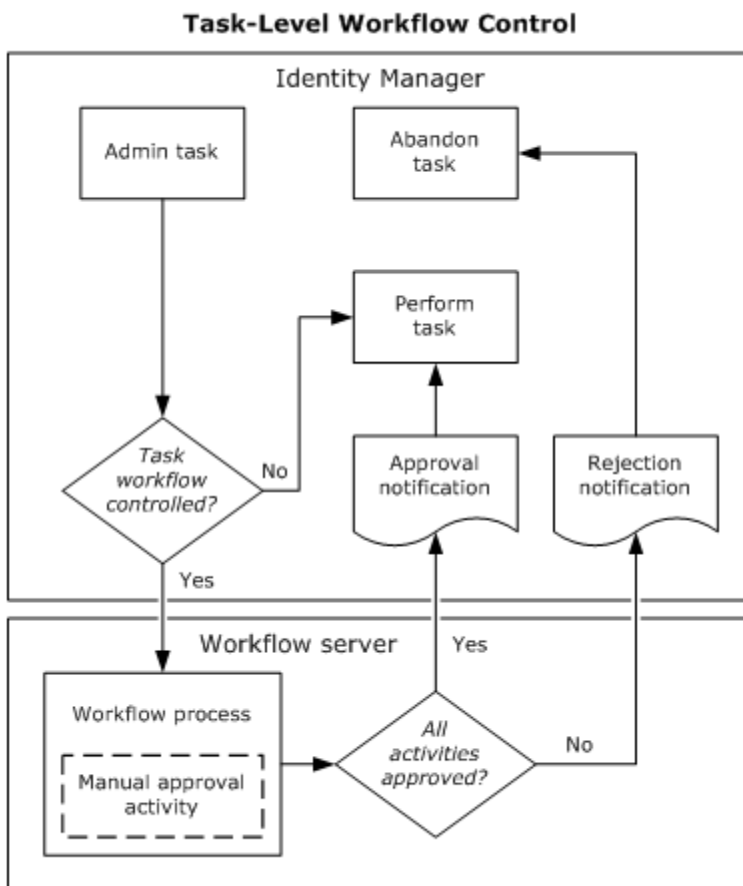 Task-Level Workflow Control
Identity Manager
Admin task
Abandon
task
Perform
task
Task
workflow
controlled?
No
Approval
notification
Rejection
notification
Yes
Workflow server
Yes
Workflow process
Manual approval
activity
All
activities
approved?
No